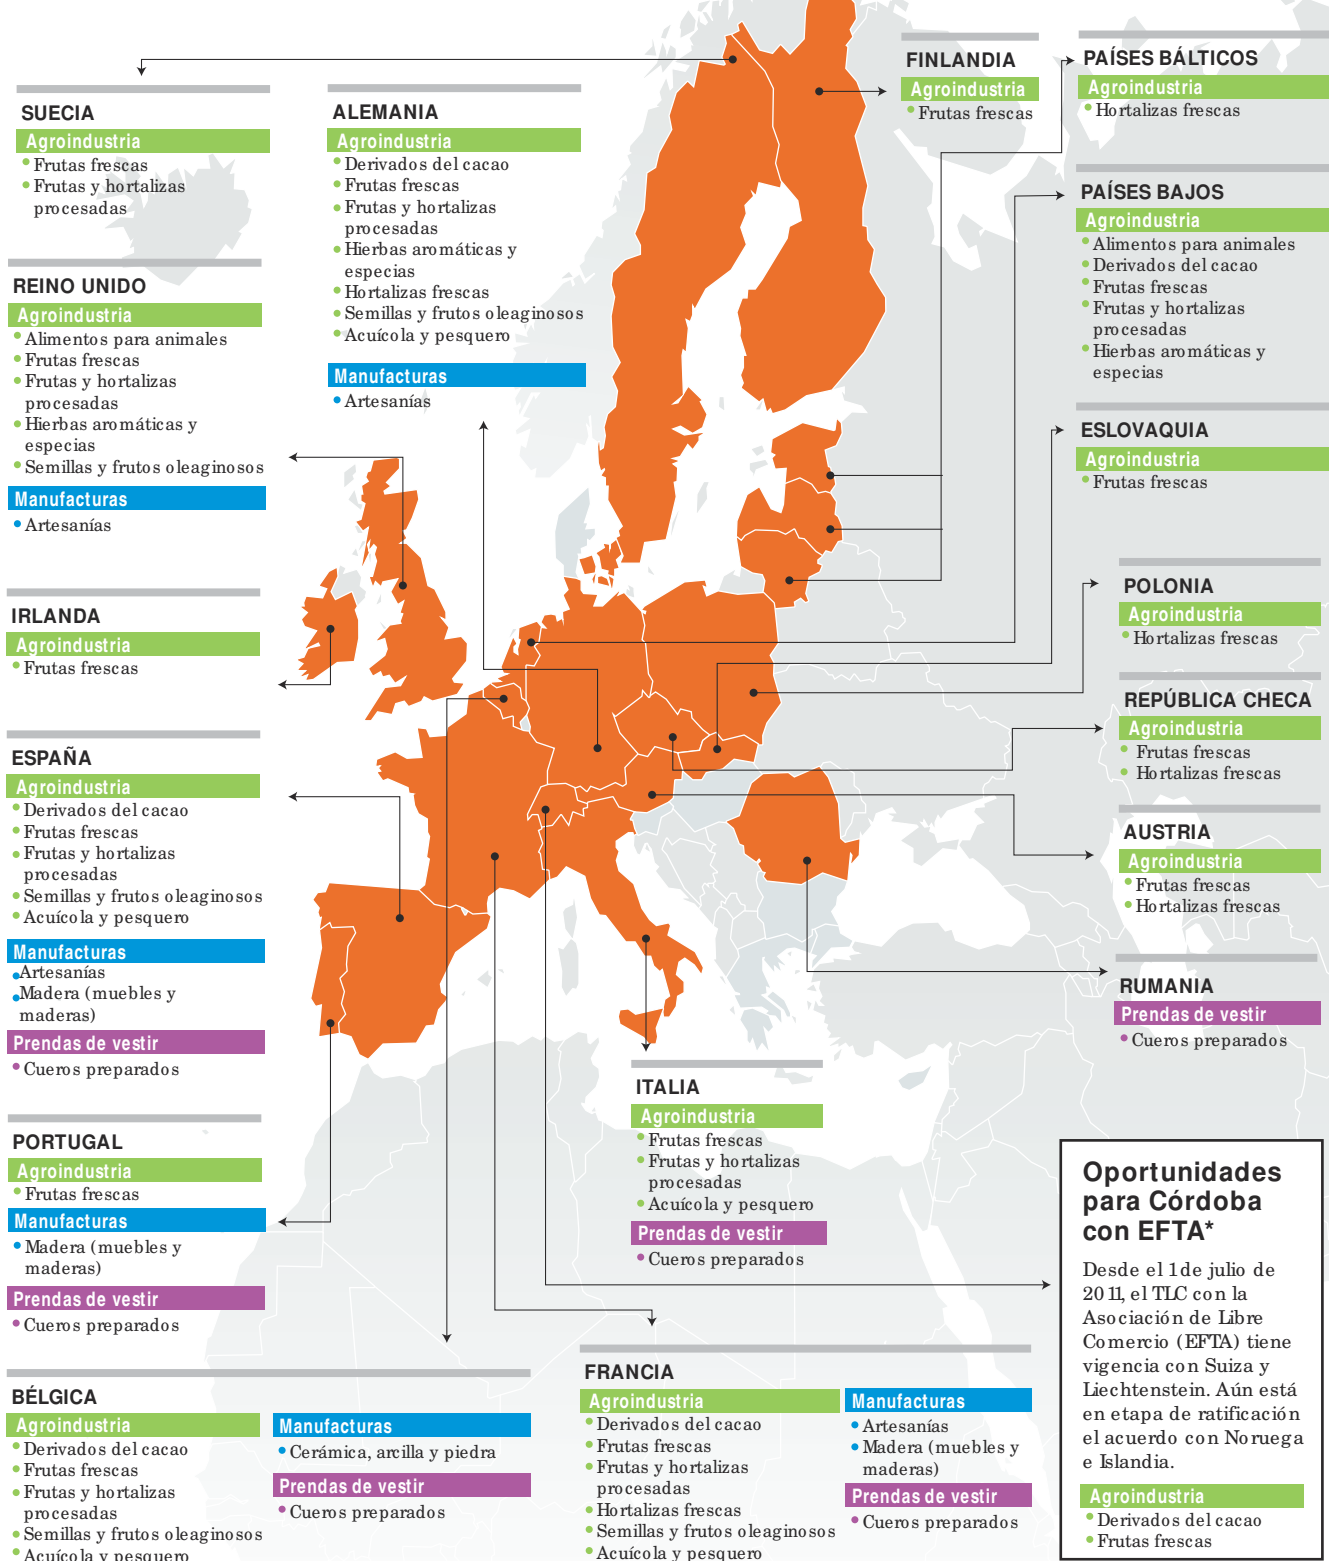 SUECIA
Agroindustria
Frutas frescas
Frutas y hortalizas
procesadas
ALEMANIA
Agroindustria
Derivados del cacao
Frutas frescas
Frutas y hortalizas
procesadas
Hierbas aromáticas y
especias
Hortalizas frescas
Semillas y frutos oleaginosos
Acuícola y pesquero
Manufacturas
Artesanías
FINLANDIA
Agroindustria
Frutas frescas
PAÍSES BÁLTICOS
Agroindustria
Hortalizas frescas
PAÍSES BAJOS
Agroindustria
Alimentos para animales
Derivados del cacao
Frutas frescas
Frutas y hortalizas
procesadas
Hierbas aromáticas y
especias
REINO UNIDO
Agroindustria
Alimentos para animales
Frutas frescas
Frutas y hortalizas
procesadas
Hierbas aromáticas y
especias
Semillas y frutos oleaginosos
Manufacturas
Artesanías
ESLOVAQUIA
Agroindustria
Frutas frescas
IRLANDA
Agroindustria
Frutas frescas
POLONIA
Agroindustria
Hortalizas frescas
REPÚBLICA CHECA
Agroindustria
Frutas frescas
Hortalizas frescas
ESPAÑA
Agroindustria
Derivados del cacao
Frutas frescas
Frutas y hortalizas
procesadas
Semillas y frutos oleaginosos
Acuícola y pesquero
Manufacturas
Artesanías
Madera (muebles y
maderas)
Prendas de vestir
Cueros preparados
AUSTRIA
Agroindustria
Frutas frescas
Hortalizas frescas
RUMANIA
Prendas de vestir
Cueros preparados
ITALIA
Agroindustria
Frutas frescas
Frutas y hortalizas
procesadas
Acuícola y pesquero
Prendas de vestir
Cueros preparados
PORTUGAL
Agroindustria
Frutas frescas
Manufacturas
Madera (muebles y
maderas)
Prendas de vestir
Cueros preparados
BÉLGICA
Agroindustria
Derivados del cacao
Frutas frescas
Frutas y hortalizas
procesadas
Semillas y frutos oleaginosos
Acuícola y pesquero
Manufacturas
Cerámica, arcilla y piedra
Prendas de vestir
Cueros preparados
FRANCIA
Agroindustria
Derivados del cacao
Frutas frescas
Frutas y hortalizas
procesadas
Hortalizas frescas
Semillas y frutos oleaginosos
Acuícola y pesquero
Manufacturas
Artesanías
Madera (muebles y
maderas)
Prendas de vestir
Cueros preparados
Oportunidades
para Córdoba
con EFTA*
Desde el 1 de julio de
2011, el TLC con la
Asociación de Libre
Comercio (EFTA) tiene
vigencia con Suiza y
Liechtenstein. Aún está
en etapa de ratificación
el acuerdo con Noruega
e Islandia.
Agroindustria
Derivados del cacao
Frutas frescas